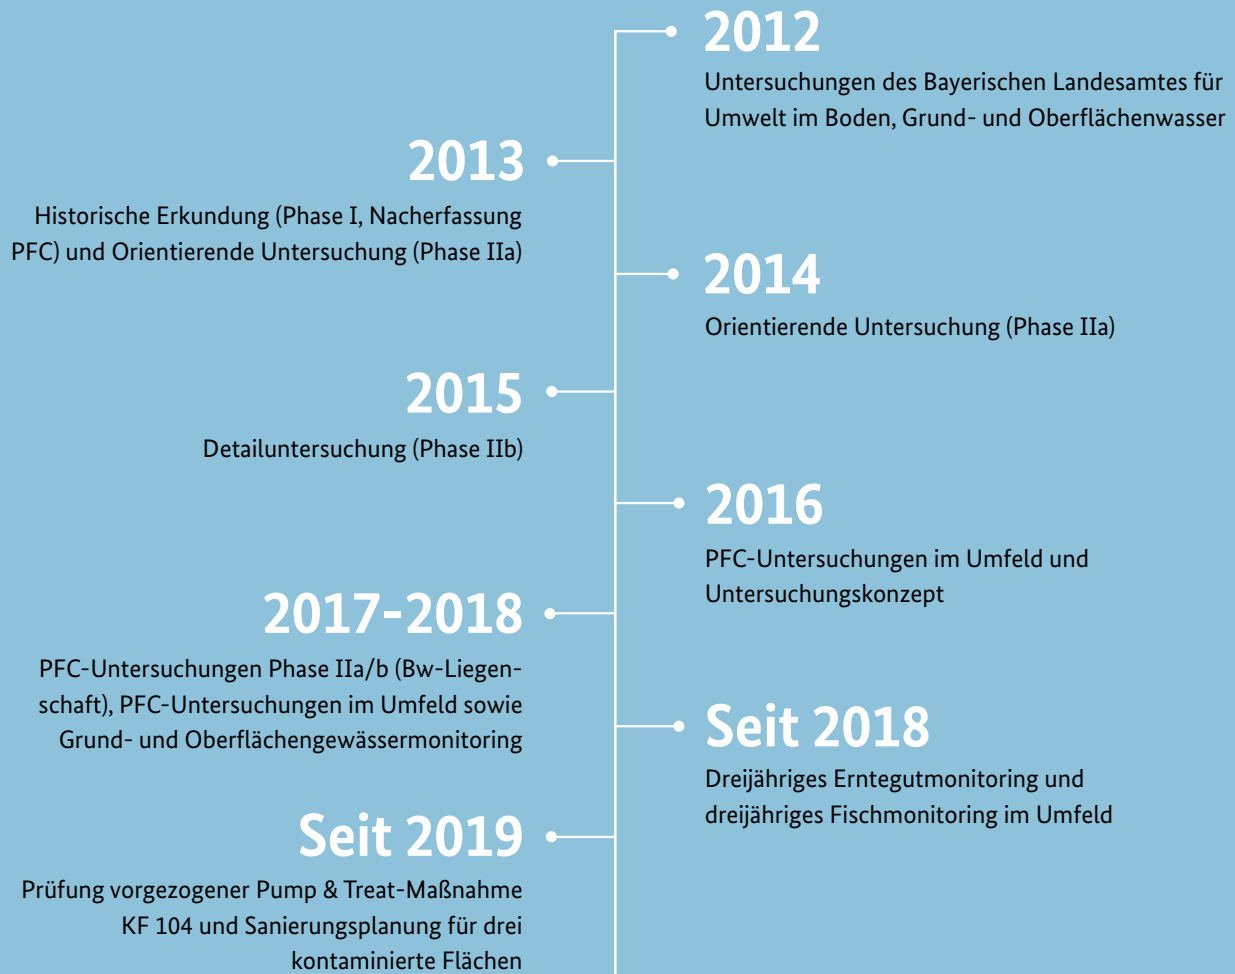 2012
Untersuchungen des Bayerischen Landesamtes für
Umwelt im Boden, Grund- und Oberflächenwasser
2013
Historische Erkundung (Phase I, Nacherfassung
PFC) und Orientierende Untersuchung (Phase IIa)
2014
Orientierende Untersuchung (Phase IIa)
2015
Detailuntersuchung (Phase IIb)
2016
PFC-Untersuchungen im Umfeld und
Untersuchungskonzept
2017-2018
PFC-Untersuchungen Phase IIa/b (Bw-Liegen-
schaft), PFC-Untersuchungen im Umfeld sowie
Grund- und Oberflächengewässermonitoring
Seit 2018
Dreijähriges Erntegutmonitoring und
dreijähriges Fischmonitoring im Umfeld
Seit 2019
Prüfung vorgezogener Pump & Treat-Maßnahme
KF 104 und Sanierungsplanung für drei
kontaminierte Flächen